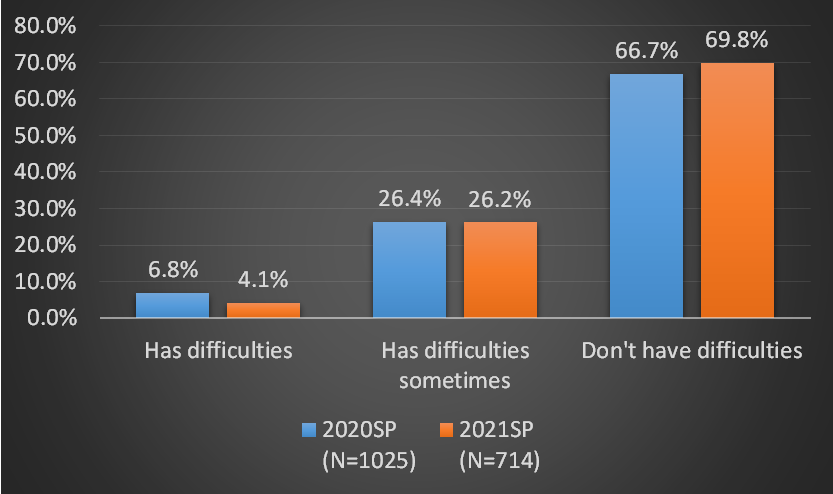 80.0%
70.0%
60.0%
50.0%
40.0%
30.0%
20.0%
10.0%
0.0%
6.8%
4.1%
26.4%
26.2%
66.7%
69.8%
Has difficulties
Has difficulties
sometimes
Don't have difficulties
2020SP
(N=1025)
2021SP
(N=714)